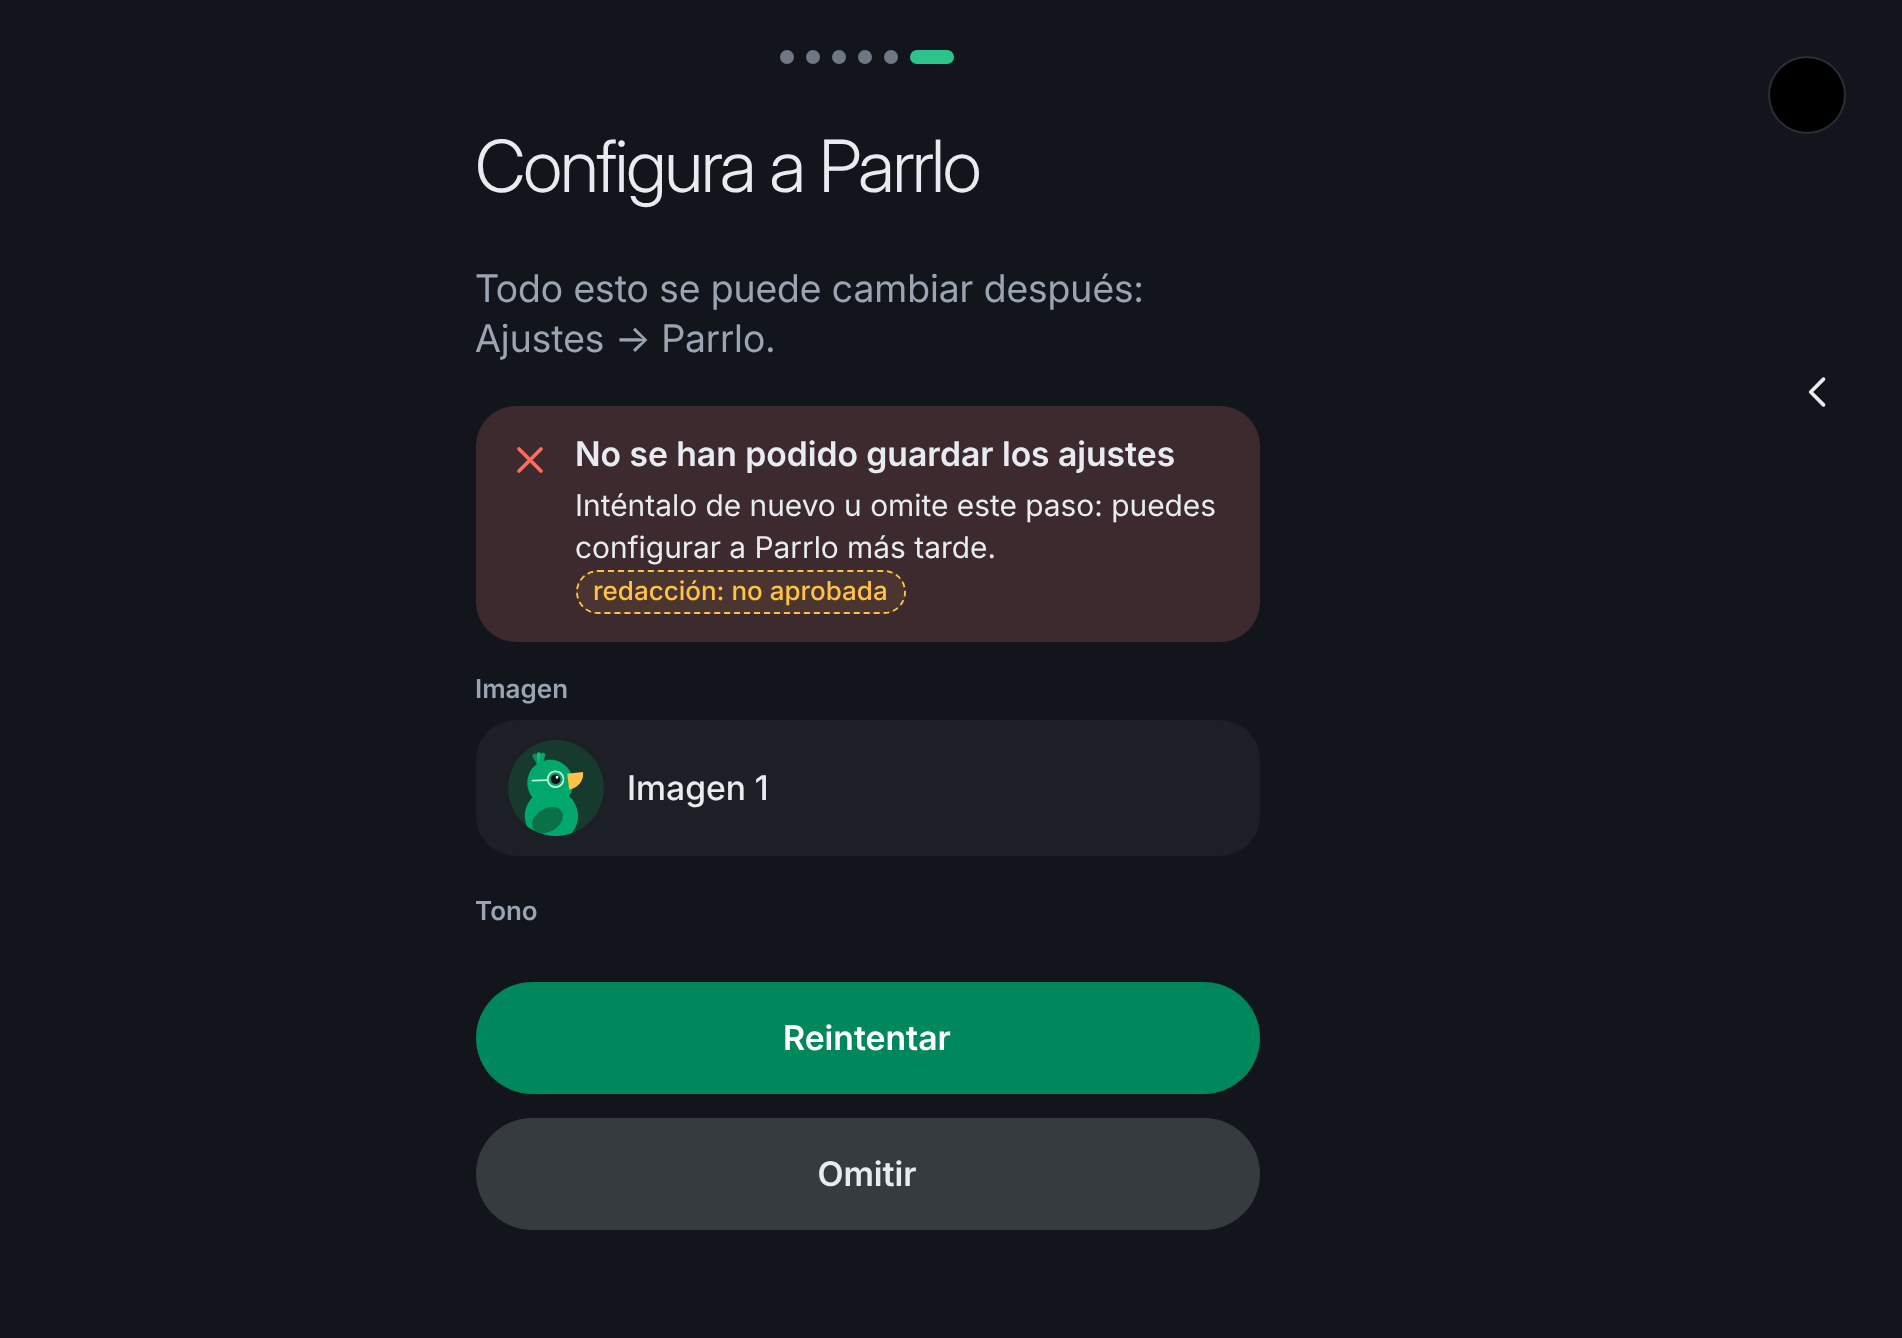 Configura a Parrlo
Todo esto se puede cambiar después:
Ajustes → Parrlo.
No se han podido guardar los ajustes
Inténtalo de nuevo u omite este paso: puedes
configurar a Parrlo más tarde.
redacción: no aprobada
Imagen
Imagen 1
Tono
Reintentar
Omitir